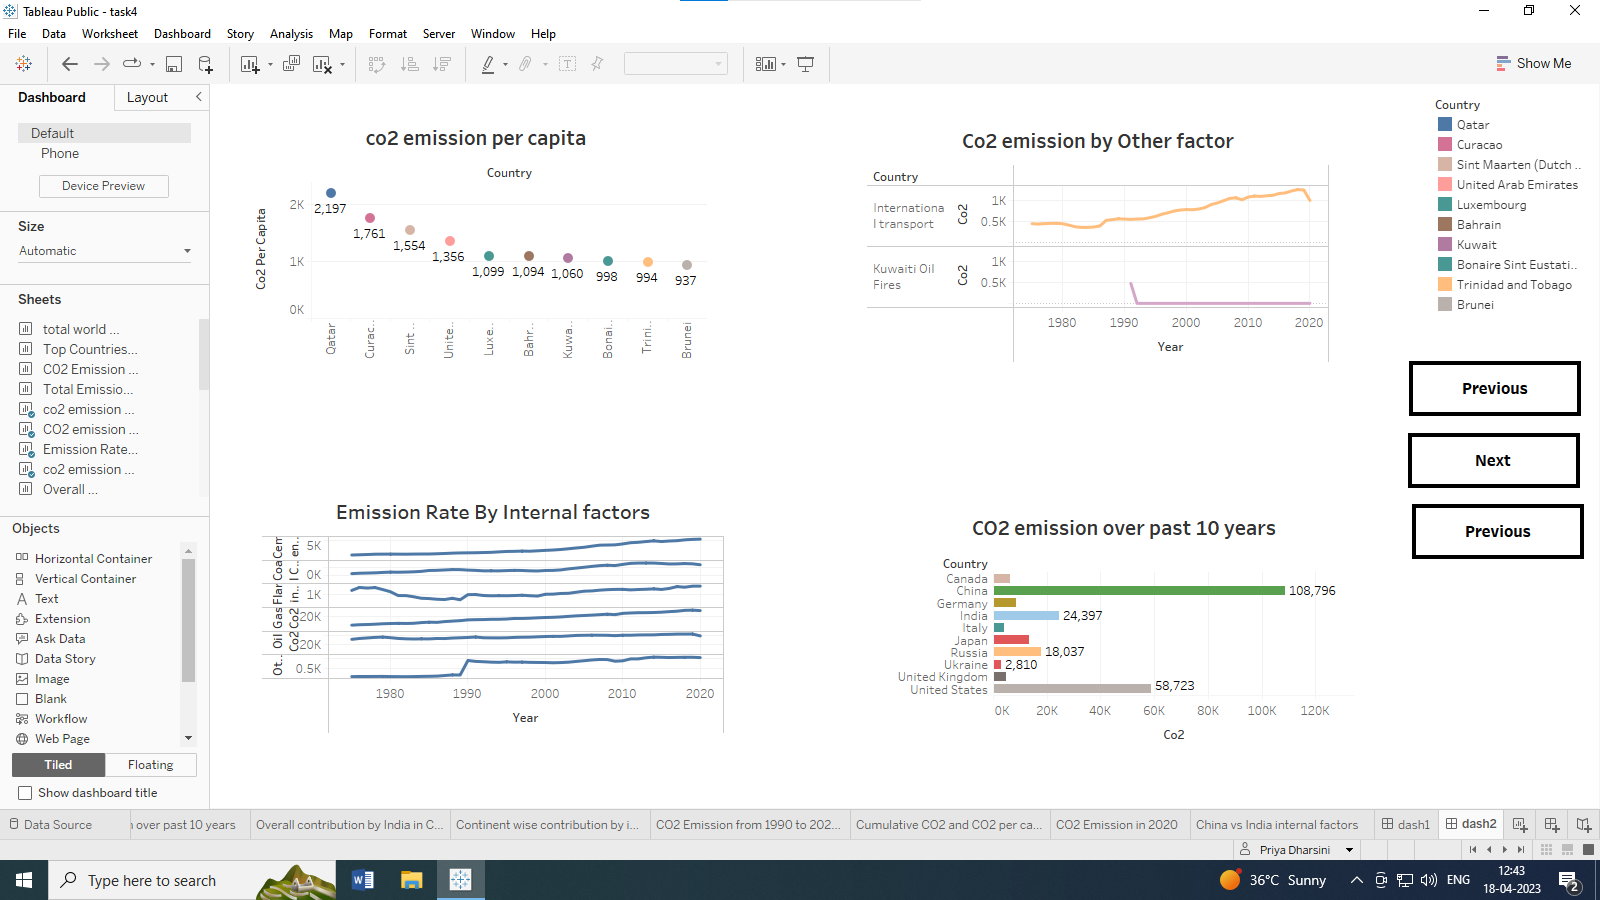 Tableau Public - task4
File Data Worksheet Dashboard Story Analysis Map Format Server Window Help
Show Me
Dashboard Layout
Default
Phone
Device Preview
Size
Automatic
Sheets
total world ...
Top Countries...
CO2 Emission ...
Total Emissio...
co2 emission ...
CO2 emission ...
Emission Rate...
co2 emission ...
Overall ...
Objects
Horizontal Container
Vertical Container
Text
Extension
Ask Data
Data Story
Image
Blank
Workflow
Web Page
Tiled Floating
Show dashboard title
co2 emission per capita
Country
Co2 Per Capita
2K
1K
0K
2,197
1,761
1,554
1,356
1,099
1,094
1,060
998
994
937
Qatar
Curac..
Sint ..
Unite..
Luxe..
Bahr..
Kuwa..
Bonai..
Trini..
Brunei
Co2 emission by Other factor
Country
Internationa
l transport
Co2
1K
0.5K
Kuwaiti Oil
Fires
Co2
1K
0.5K
1980 1990 2000 2010 2020
Year
Country
Qatar
Curacao
Sint Maarten (Dutch ..
United Arab Emirates
Luxembourg
Bahrain
Kuwait
Bonaire Sint Eustati..
Trinidad and Tobago
Brunei
Previous
Next
Previous
Emission Rate By Internal factors
Cem
en..
5K
Coa
l C..
0K
Flar
in..
1K
Gas
Co2
20K
Oil
Co2
20K
Ot..
0.5K
1980 1990 2000 2010 2020
Year
CO2 emission over past 10 years
Country
Canada
China 108,796
Germany
India 24,397
Italy
Japan
Russia 18,037
Ukraine 2,810
United Kingdom
United States 58,723
0K 20K 40K 60K 80K 100K 120K
Co2
Data Source
over past 10 years
Overall contribution by India in C...
Continent wise contribution by i...
CO2 Emission from 1990 to 202...
Cumulative CO2 and CO2 per ca...
CO2 Emission in 2020
China vs India internal factors
dash1
dash2
Priya Dharsini
Type here to search
36°C Sunny
ENG
12:43
18-04-2023
2